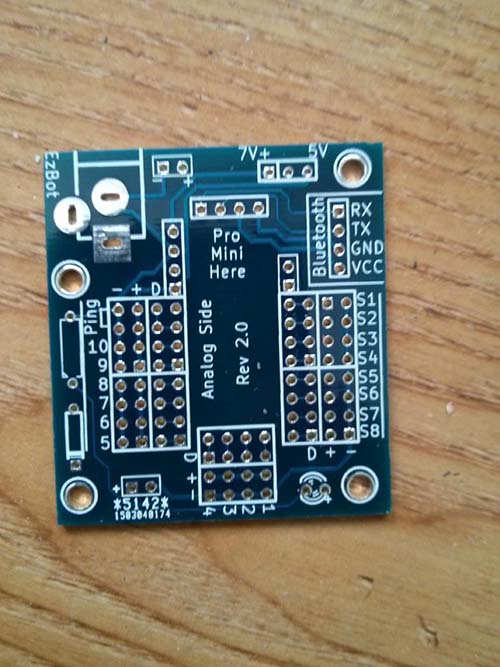 EzBot
- +
7V+ 5V
Bluetooth
RX
TX
GND
VCC
Pro
Mini
Here
- + D
Ping
10
9
8
7
6
5
Analog Side
Rev 2.0
S1
S2
S3
S4
S5
S6
S7
S8
D + -
D
+
-
4 3 2 1
+
*5142*
1503040174
+